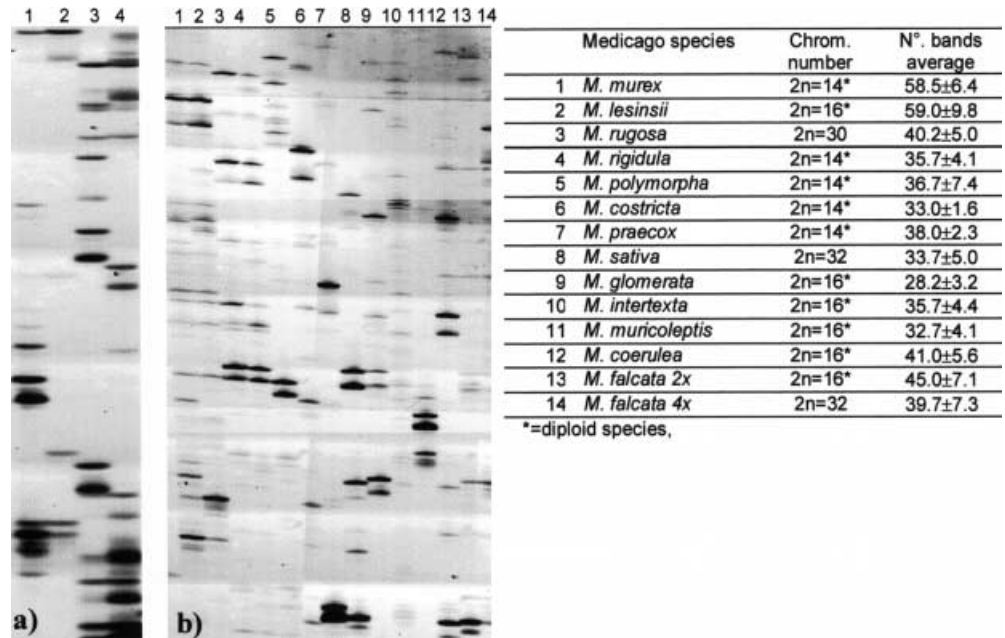 1 2 3 4
1 2 3 4 5 6 7 8 9 10 11 12 13 14
a)
b)
Medicago species Chrom. number N°. bands average
1 M. murex 2n=14* 58.5±6.4
2 M. lesinsii 2n=16* 59.0±9.8
3 M. rugosa 2n=30 40.2±5.0
4 M. rigidula 2n=14* 35.7±4.1
5 M. polymorpha 2n=14* 36.7±7.4
6 M. costricta 2n=14* 33.0±1.6
7 M. praecox 2n=14* 38.0±2.3
8 M. sativa 2n=32 33.7±5.0
9 M. glomerata 2n=16* 28.2±3.2
10 M. intertexta 2n=16* 35.7±4.4
11 M. muricoleptis 2n=16* 32.7±4.1
12 M. coerulea 2n=16* 41.0±5.6
13 M. falcata 2x 2n=16* 45.0±7.1
14 M. falcata 4x 2n=32 39.7±7.3
*=diploid species,